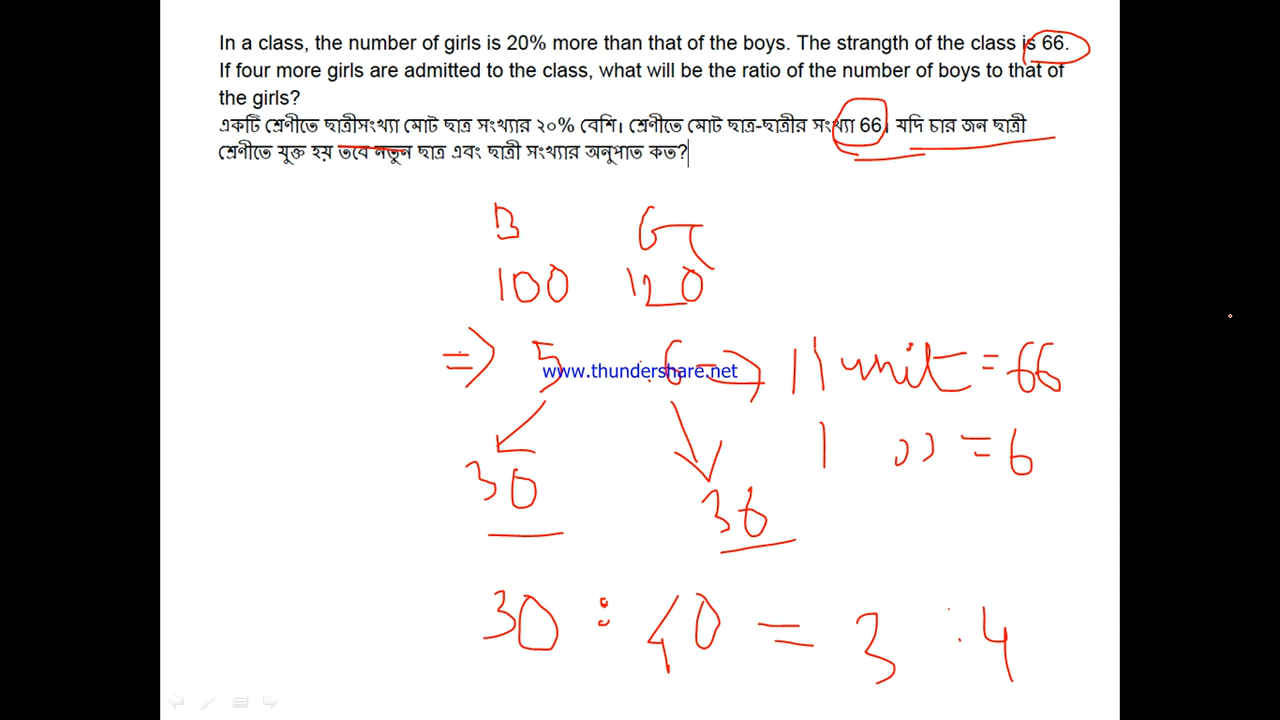 In a class, the number of girls is 20% more than that of the boys. The strangth of the class is 66.
If four more girls are admitted to the class, what will be the ratio of the number of boys to that of
the girls?
একটি শ্রেণীতে ছাত্রীসংখ্যা মোট ছাত্র সংখ্যার ২০% বেশি। শ্রেণীতে মোট ছাত্র-ছাত্রীর সংখ্যা 66। যদি চার জন ছাত্রী
শ্রেণীতে যুক্ত হয় তবে নতুন ছাত্র এবং ছাত্রী সংখ্যার অনুপাত কত?
B G
100 120
=> 5 : 6 → 11 unit = 66
www.thundershare.net
1 ,, = 6
30 36
30 : 40 = 3 : 4